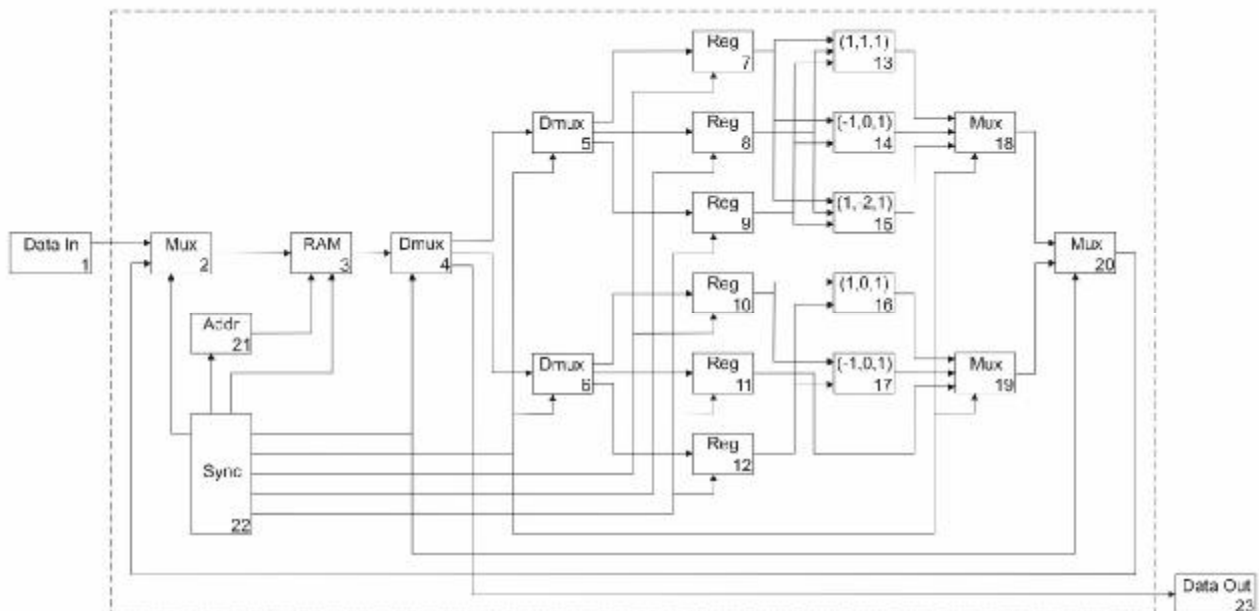 Data In
1
Mux
2
RAM
3
Dmux
4
Dmux
5
Dmux
6
Reg
7
Reg
8
Reg
9
Reg
10
Reg
11
Reg
12
(1,1,1)
13
(-1,0,1)
14
(1,-2,1)
15
(1,0,1)
16
(-1,0,1)
17
Mux
18
Mux
19
Mux
20
Addr
21
Sync
22
Data Out
23